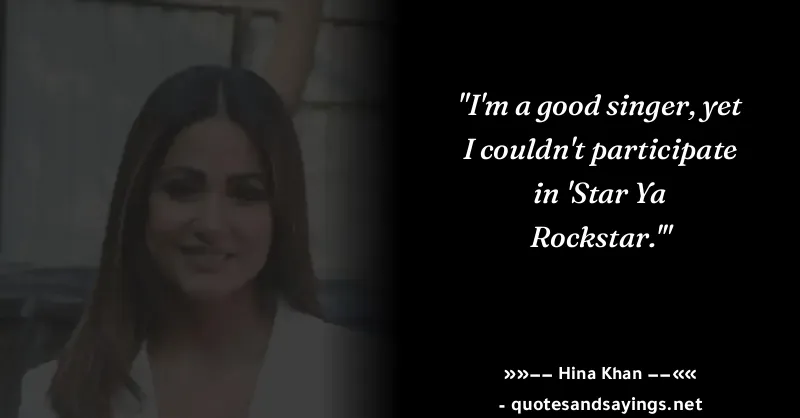 "I'm a good singer, yet
I couldn't participate
in 'Star Ya
Rockstar.'"
»»−− Hina Khan −−««
- quotesandsayings.net